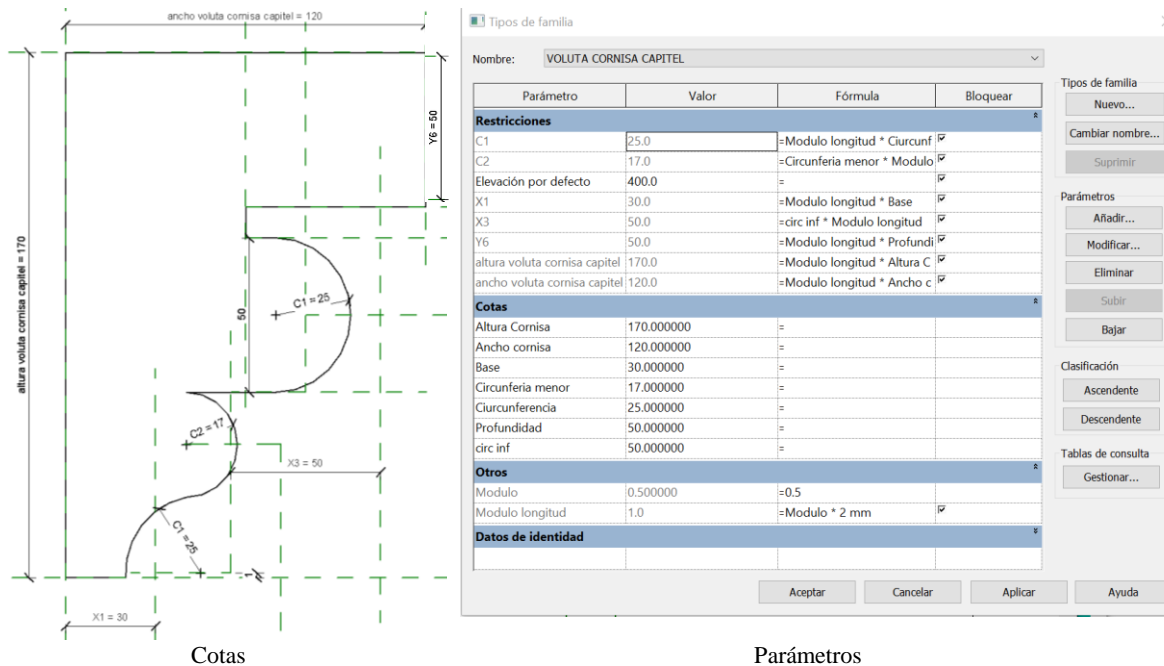 ancho voluta cornisa capitel = 120
altura voluta cornisa capitel = 170
Y6 = 50
C1 = 25
50
C2 = 17
X3 = 50
C1 = 25
1
X1 = 30
Cotas
Tipos de familia
Nombre: VOLUTA CORNISA CAPITEL
Parámetro Valor Fórmula Bloquear
Restricciones
C1 25.0 =Modulo longitud * Ciurcunf
C2 17.0 =Circunferia menor * Modulo
Elevación por defecto 400.0 =
X1 30.0 =Modulo longitud * Base
X3 50.0 =circ inf * Modulo longitud
Y6 50.0 =Modulo longitud * Profundi
altura voluta cornisa capitel 170.0 =Modulo longitud * Altura C
ancho voluta cornisa capitel 120.0 =Modulo longitud * Ancho c
Cotas
Altura Cornisa 170.000000 =
Ancho cornisa 120.000000 =
Base 30.000000 =
Circunferia menor 17.000000 =
Ciurcunferencia 25.000000 =
Profundidad 50.000000 =
circ inf 50.000000 =
Otros
Modulo 0.500000 =0.5
Modulo longitud 1.0 =Modulo * 2 mm
Datos de identidad
Tipos de familia
Nuevo...
Cambiar nombre...
Suprimir
Parámetros
Añadir...
Modificar...
Eliminar
Subir
Bajar
Clasificación
Ascendente
Descendente
Tablas de consulta
Gestionar...
Aceptar Cancelar Aplicar Ayuda
Parámetros